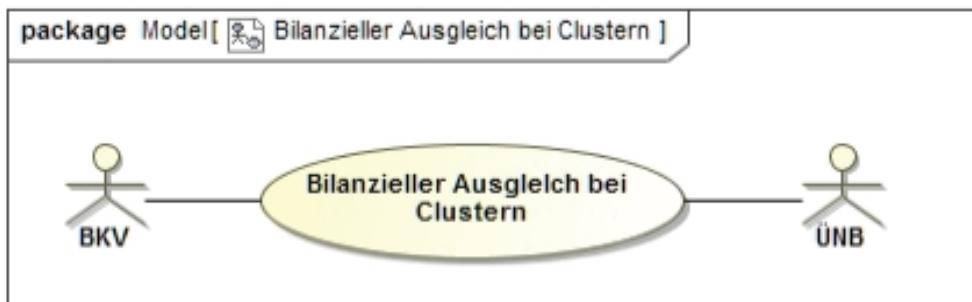 package Model[ Bilanzieller Ausgleich bei Clustern ]
Bilanzieller Ausgleich bei
Clustern
BKV
ÜNB